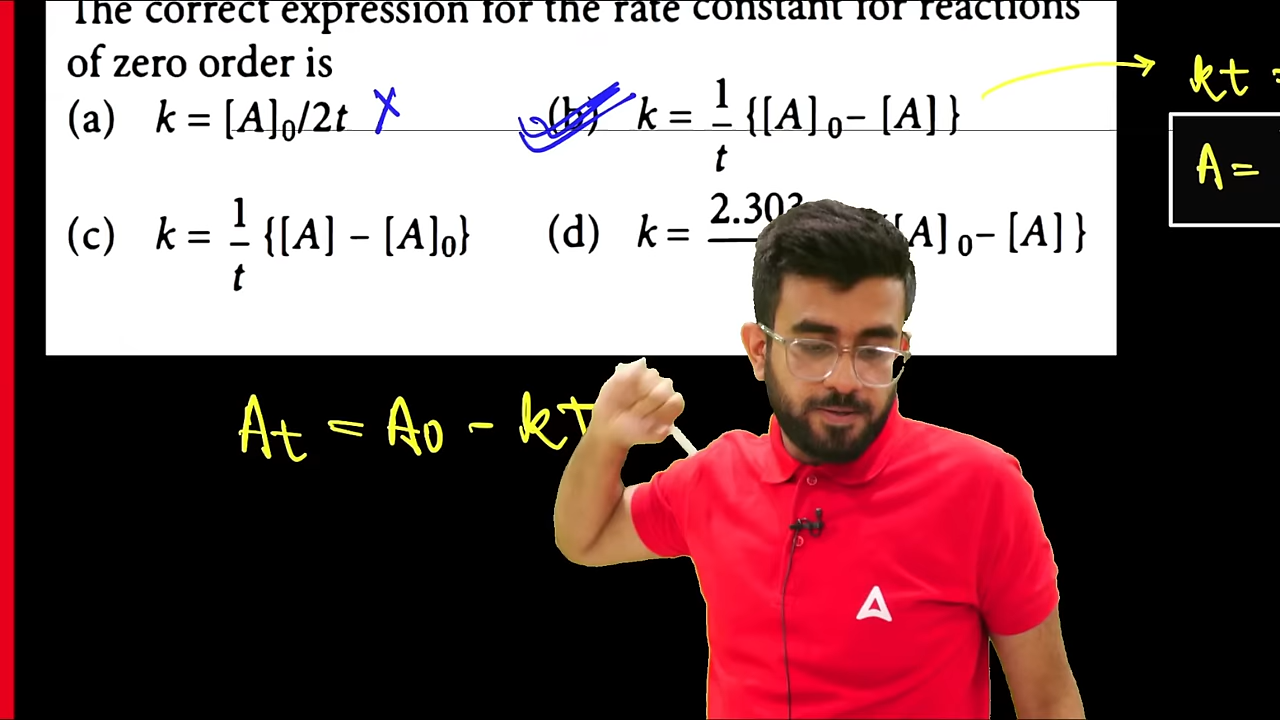 The correct expression for the rate constant for reactions
of zero order is
(a) k = [A]₀/2t X (b) k = 1/t {[A]₀ – [A]}
(c) k = 1/t {[A] – [A]₀} (d) k = 2.303 [A]₀ – [A]}
kt =
A =
At = A0 - kt